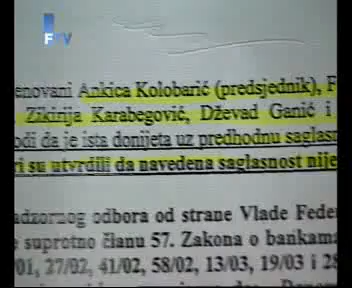 FTV
enovani Ankica Kolobarić (predsjednik), F
Zikirija Karabegović, Dževad Ganić i
odi da je ista donijeta uz predhodnu saglasn
ri su utvrdili da navedena saglasnost nije
adzornog odbora od strane Vlade Feder
e suprotno članu 57. Zakona o bankama
/01, 27/02, 41/02, 58/02, 13/03, 19/03 i 28